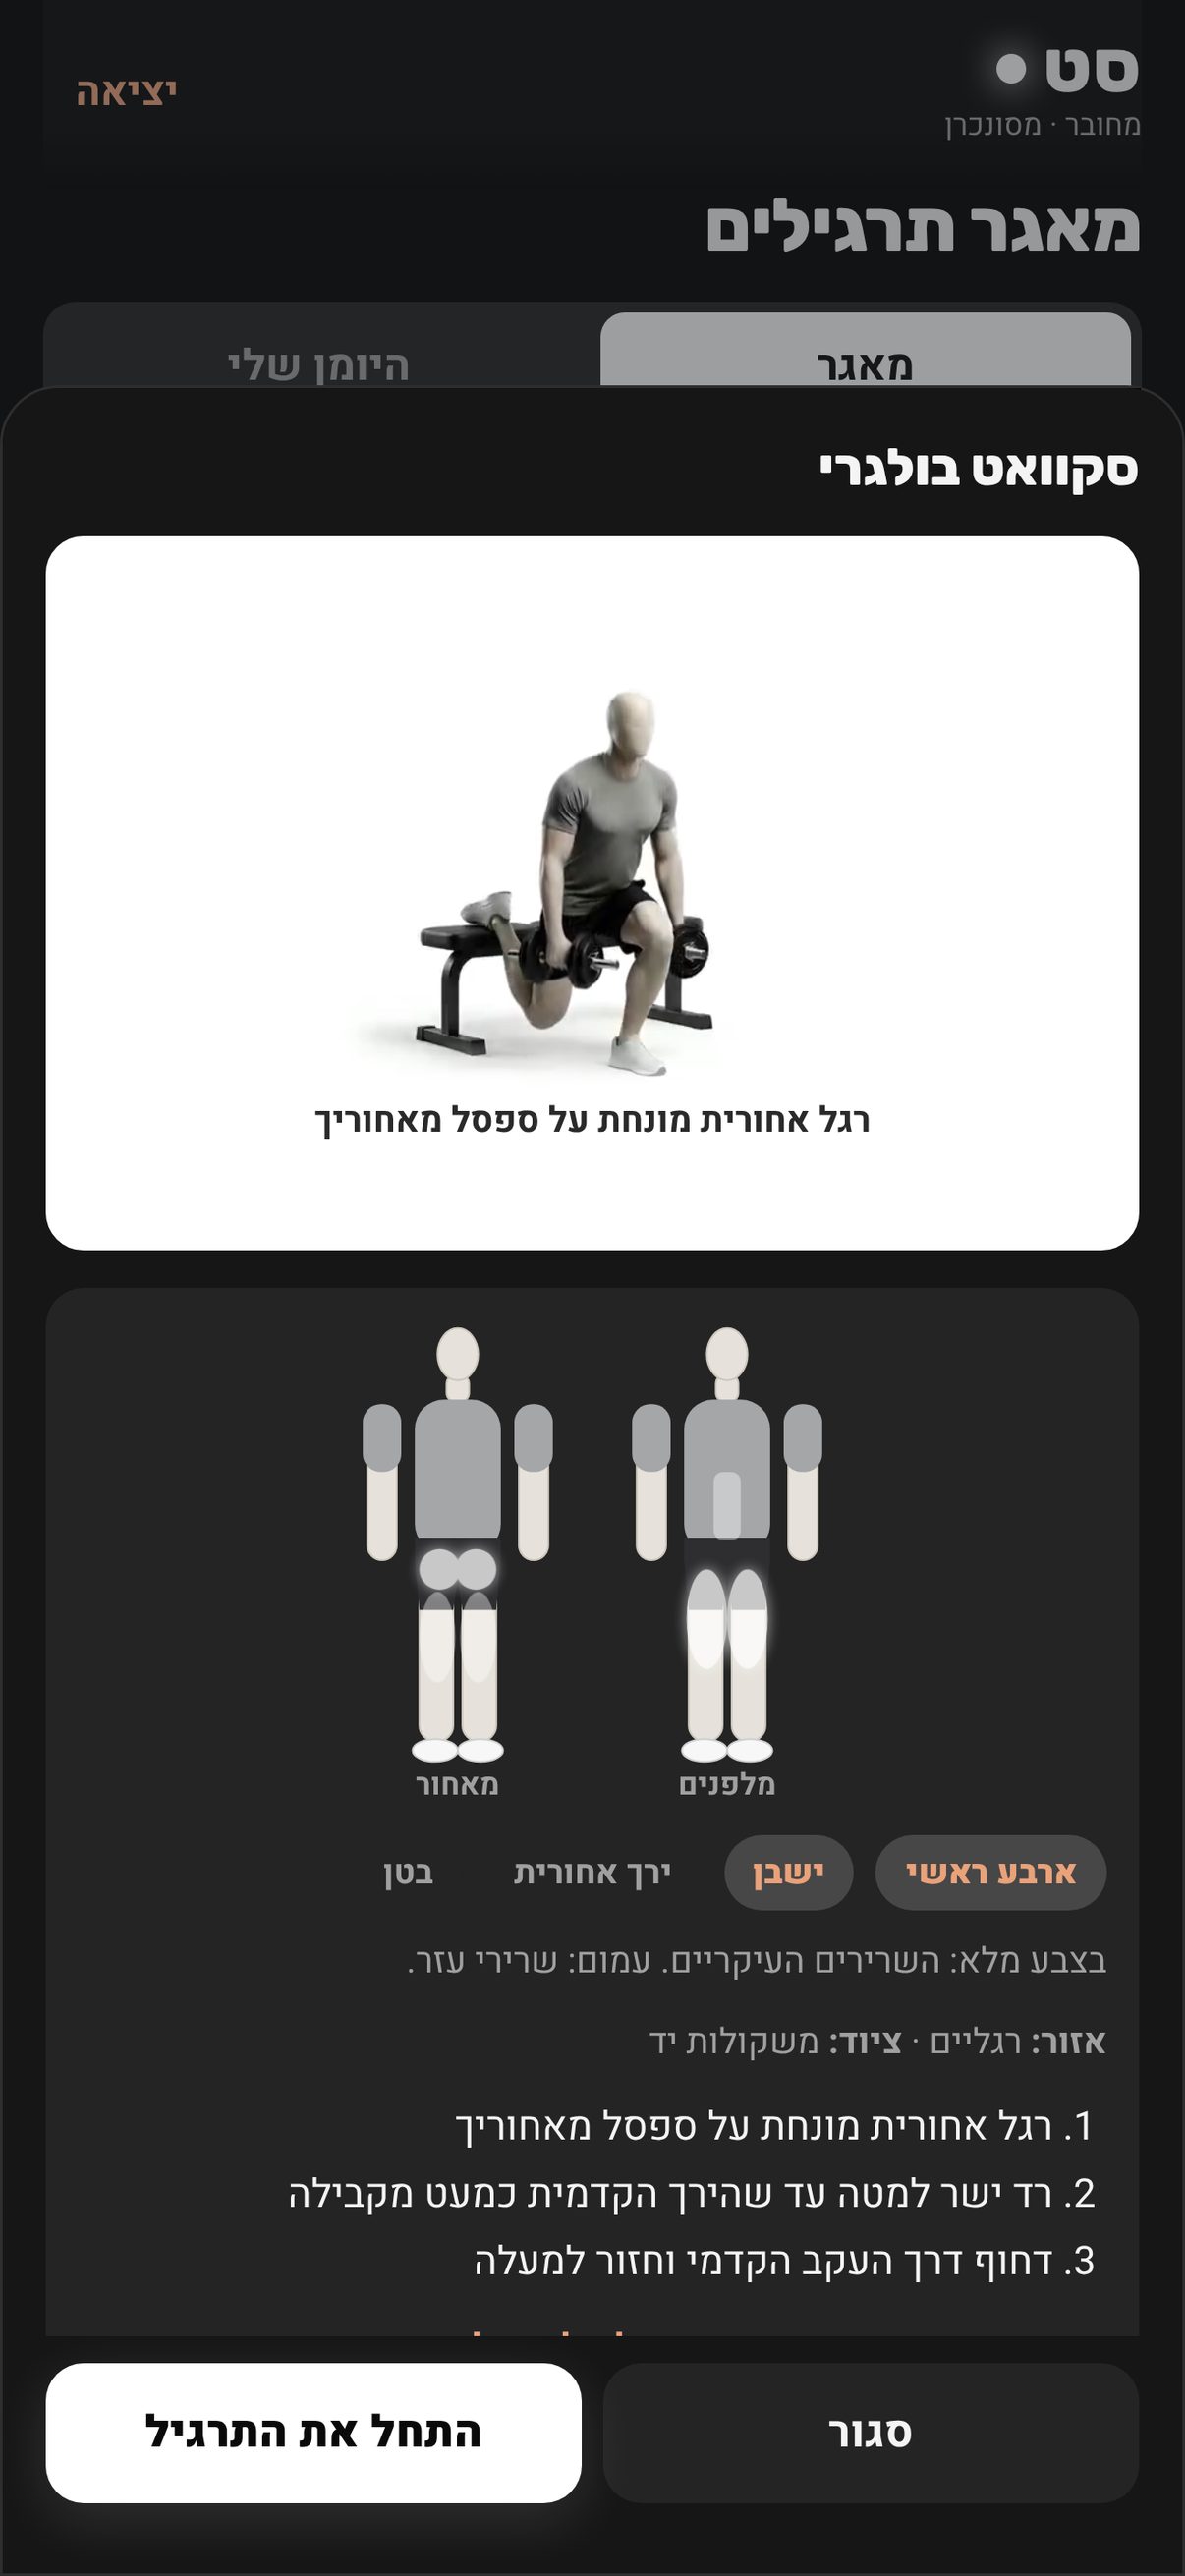 סט
יציאה
מחובר · מסונכרן
מאגר תרגילים
מאגר
היומן שלי
סקוואט בולגרי
רגל אחורית מונחת על ספסל מאחוריך
מלפנים
מאחור
ארבע ראשי
ישבן
ירך אחורית
בטן
בצבע מלא: השרירים העיקריים. עמום: שרירי עזר.
אזור: רגליים · ציוד: משקולות יד
1. רגל אחורית מונחת על ספסל מאחוריך
2. רד ישר למטה עד שהירך הקדמית כמעט מקבילה
3. דחוף דרך העקב הקדמי וחזור למעלה
סגור
התחל את התרגיל